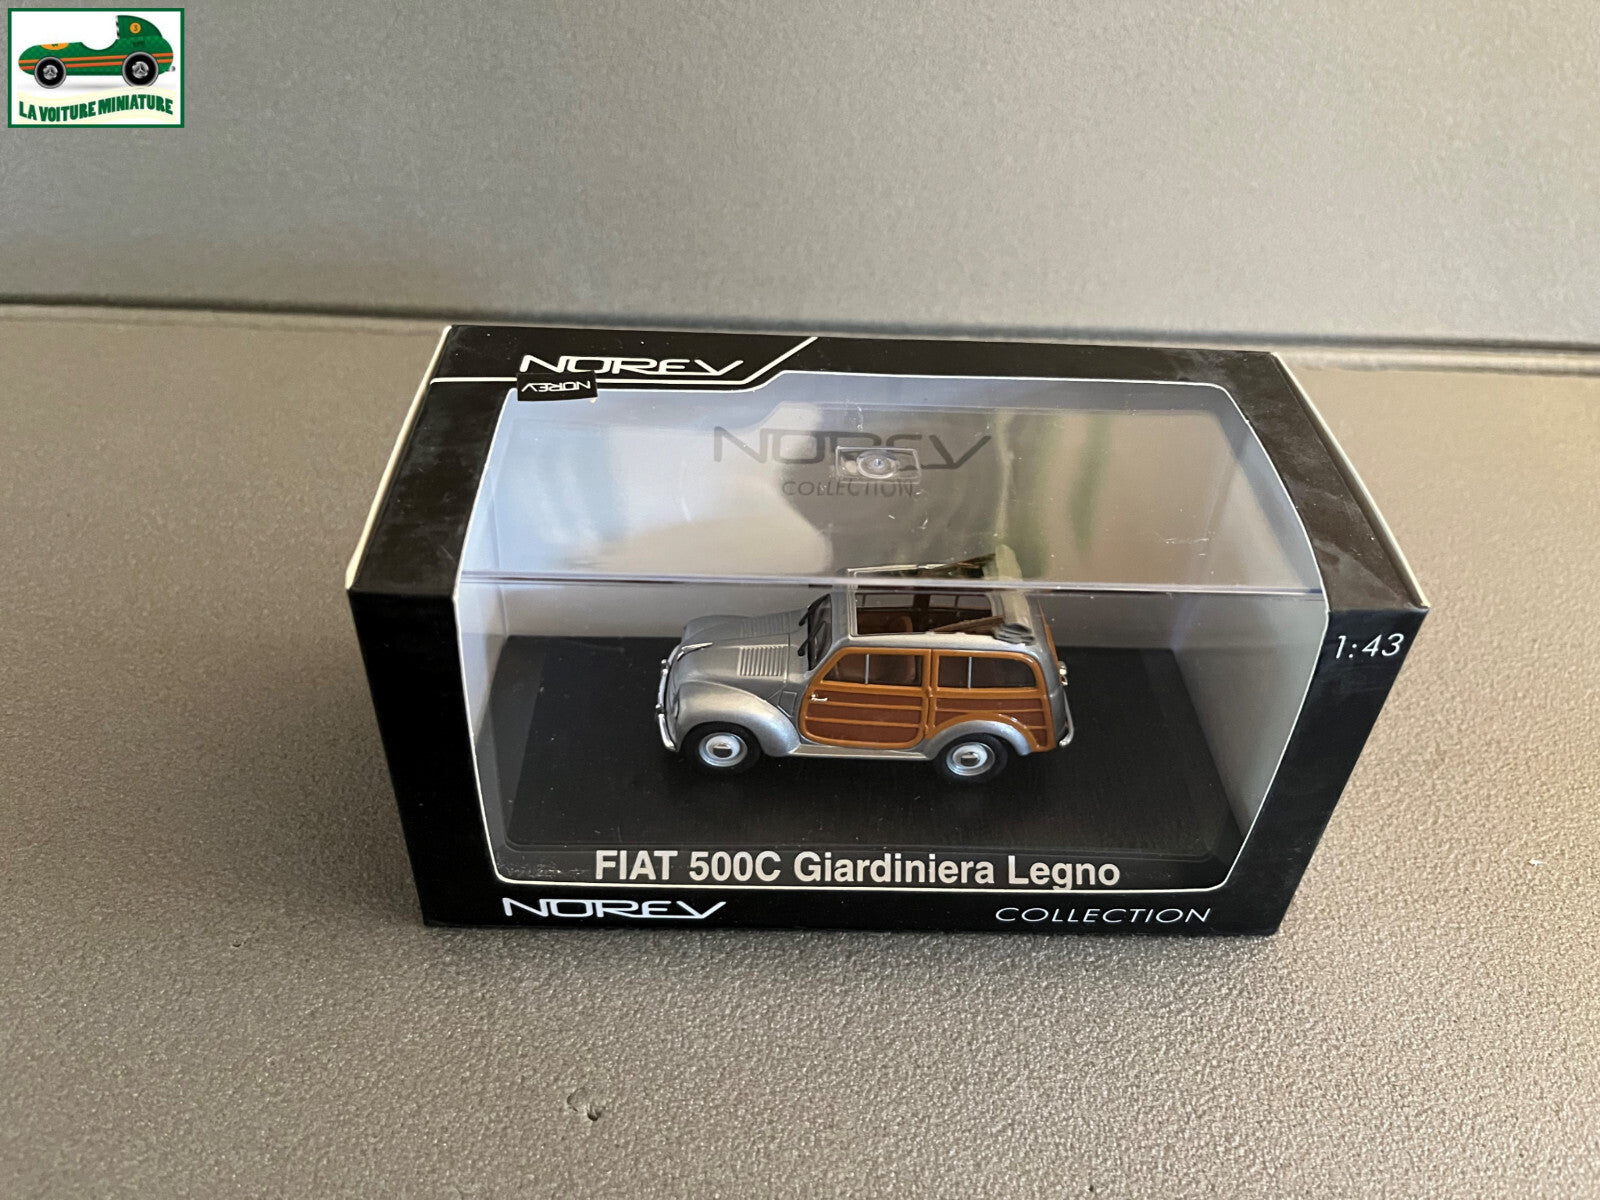 LA VOITURE MINIATURE
NOREV
NOREV
NOREV
COLLECTION
1:43
FIAT 500C Giardiniera Legno
NOREV
COLLECTION